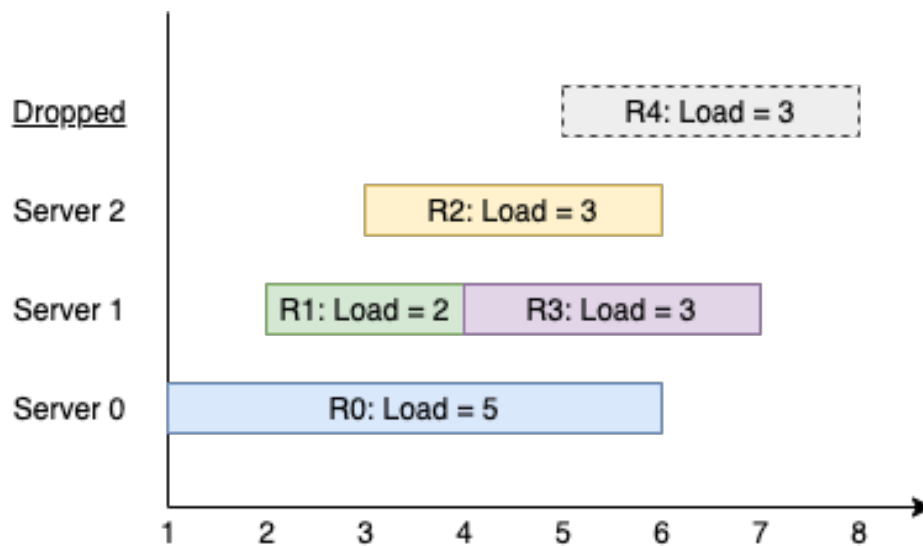 Dropped
R4: Load = 3
Server 2
R2: Load = 3
Server 1
R1: Load = 2
R3: Load = 3
Server 0
R0: Load = 5
1 2 3 4 5 6 7 8